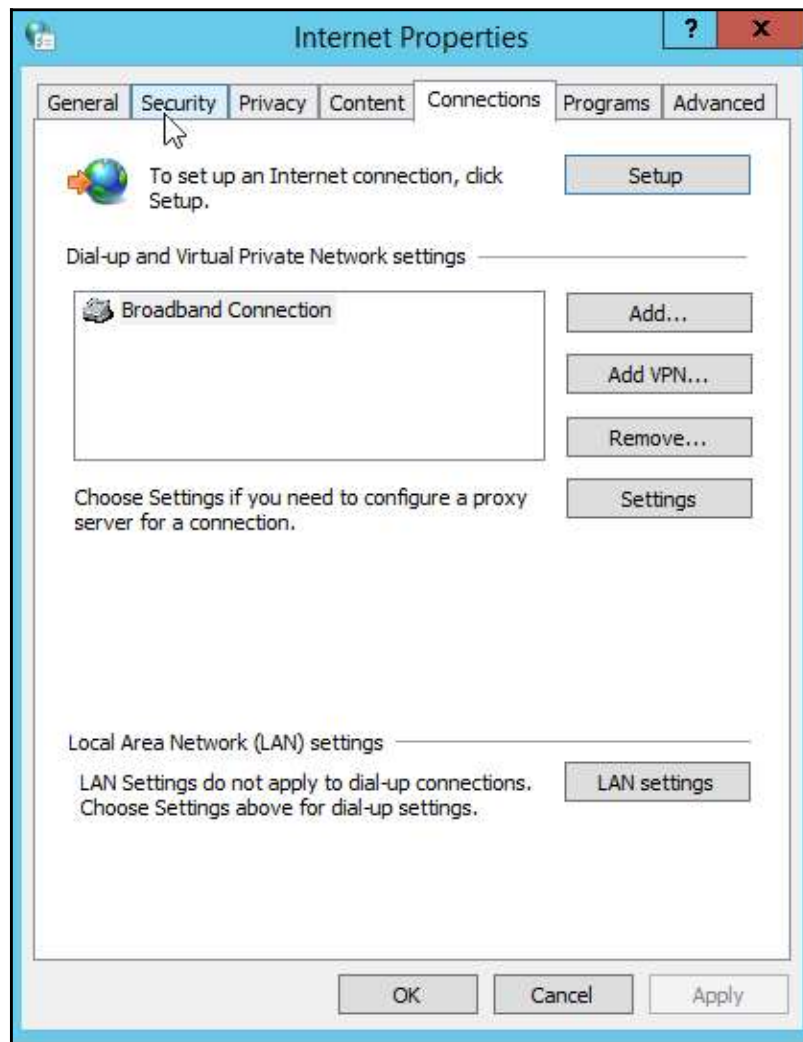 Internet Properties
?
x
General Security Privacy Content Connections Programs Advanced
To set up an Internet connection, click
Setup.
Setup
Dial-up and Virtual Private Network settings
Broadband Connection
Add...
Add VPN...
Remove...
Choose Settings if you need to configure a proxy
server for a connection.
Settings
Local Area Network (LAN) settings
LAN Settings do not apply to dial-up connections.
Choose Settings above for dial-up settings.
LAN settings
OK Cancel Apply